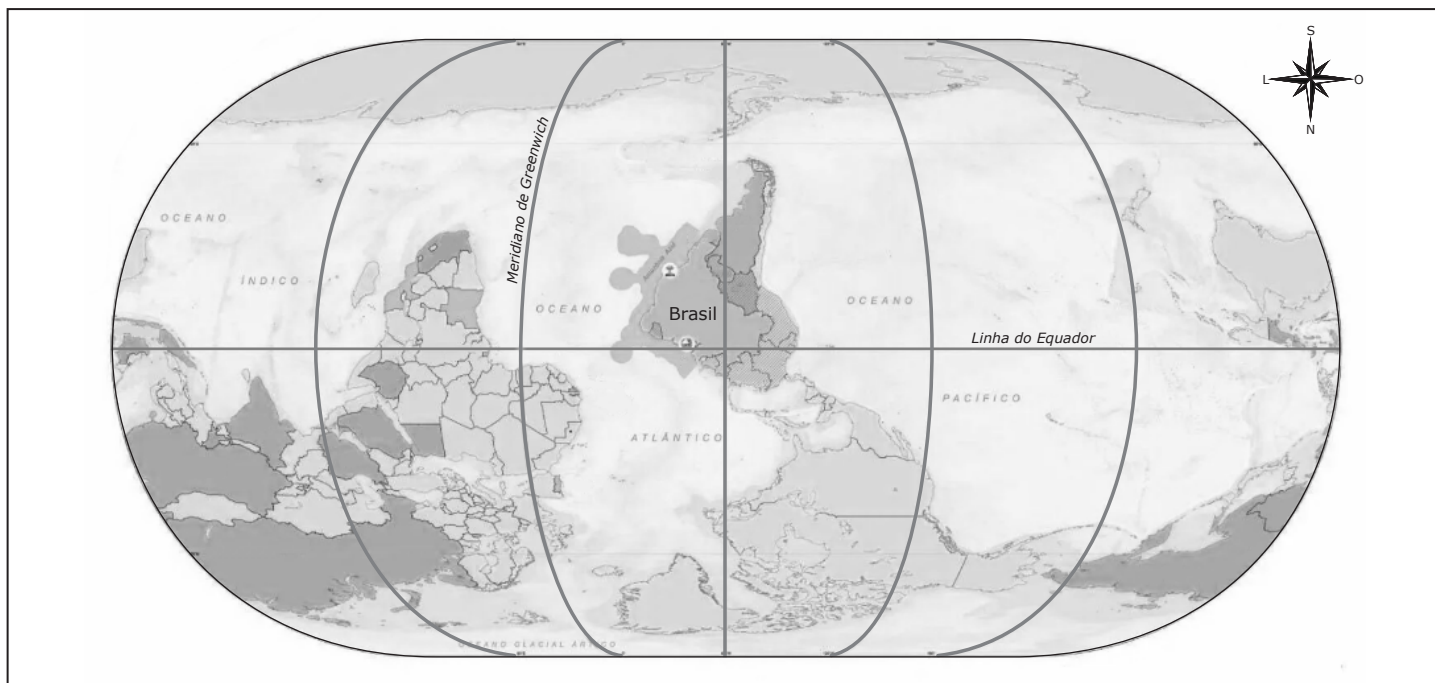 S
L
O
N
Meridiano de Greenwich
OCEANO
ÍNDICO
OCEANO
Brasil
OCEANO
Linha do Equador
PACÍFICO
ATLÂNTICO
OCEANO GLACIAL ÁRTICO